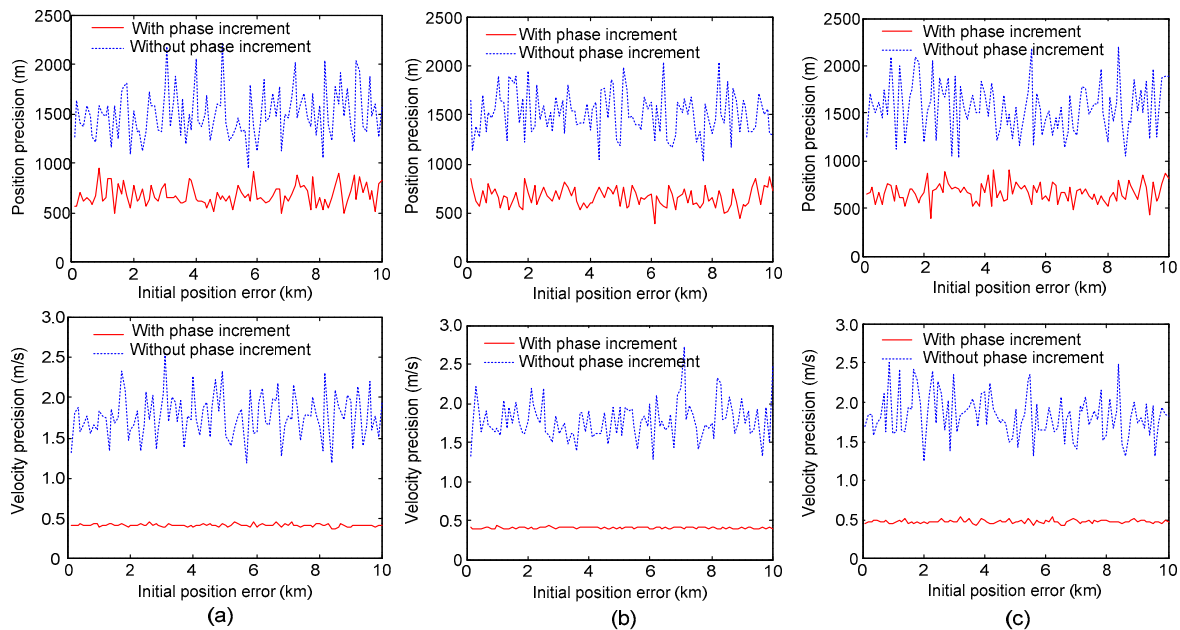 Position precision (m)
2500
2000
1500
1000
500
0
With phase increment
Without phase increment
0 2 4 6 8 10
Initial position error (km)
Position precision (m)
2500
2000
1500
1000
500
0
With phase increment
Without phase increment
0 2 4 6 8 10
Initial position error (km)
Position precision (m)
2500
2000
1500
1000
500
0
With phase increment
Without phase increment
0 2 4 6 8 10
Initial position error (km)
Velocity precision (m/s)
3.0
2.5
2.0
1.5
1.0
0.5
0
With phase increment
Without phase increment
0 2 4 6 8 10
Initial position error (km)
(a)
Velocity precision (m/s)
3.0
2.5
2.0
1.5
1.0
0.5
0
With phase increment
Without phase increment
0 2 4 6 8 10
Initial position error (km)
(b)
Velocity precision (m/s)
3.0
2.5
2.0
1.5
1.0
0.5
0
With phase increment
Without phase increment
0 2 4 6 8 10
Initial position error (km)
(c)